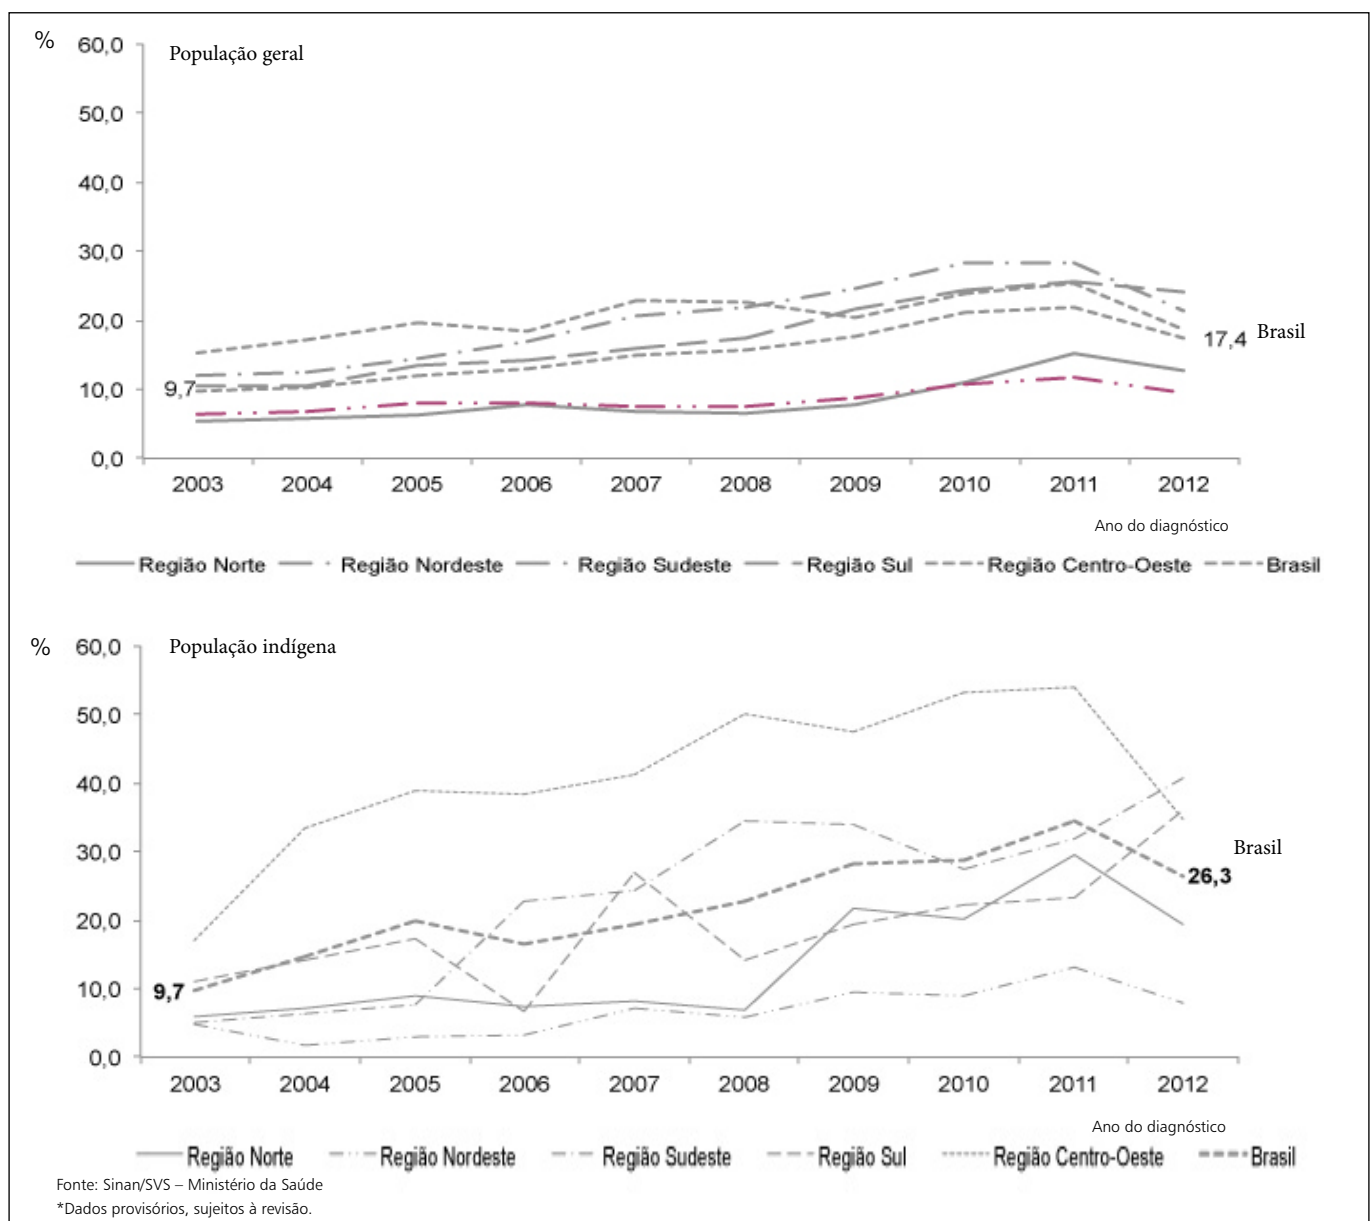 % 60,0 População geral
50,0
40,0
30,0
20,0
10,0
0,0
9,7
17,4 Brasil
2003 2004 2005 2006 2007 2008 2009 2010 2011 2012
Ano do diagnóstico
Região Norte Região Nordeste Região Sudeste Região Sul Região Centro-Oeste Brasil
% 60,0 População indígena
50,0
40,0
30,0
20,0
10,0
0,0
9,7
Brasil
26,3
2003 2004 2005 2006 2007 2008 2009 2010 2011 2012
Ano do diagnóstico
Região Norte Região Nordeste Região Sudeste Região Sul Região Centro-Oeste Brasil
Fonte: Sinan/SVS – Ministério da Saúde
*Dados provisórios, sujeitos à revisão.